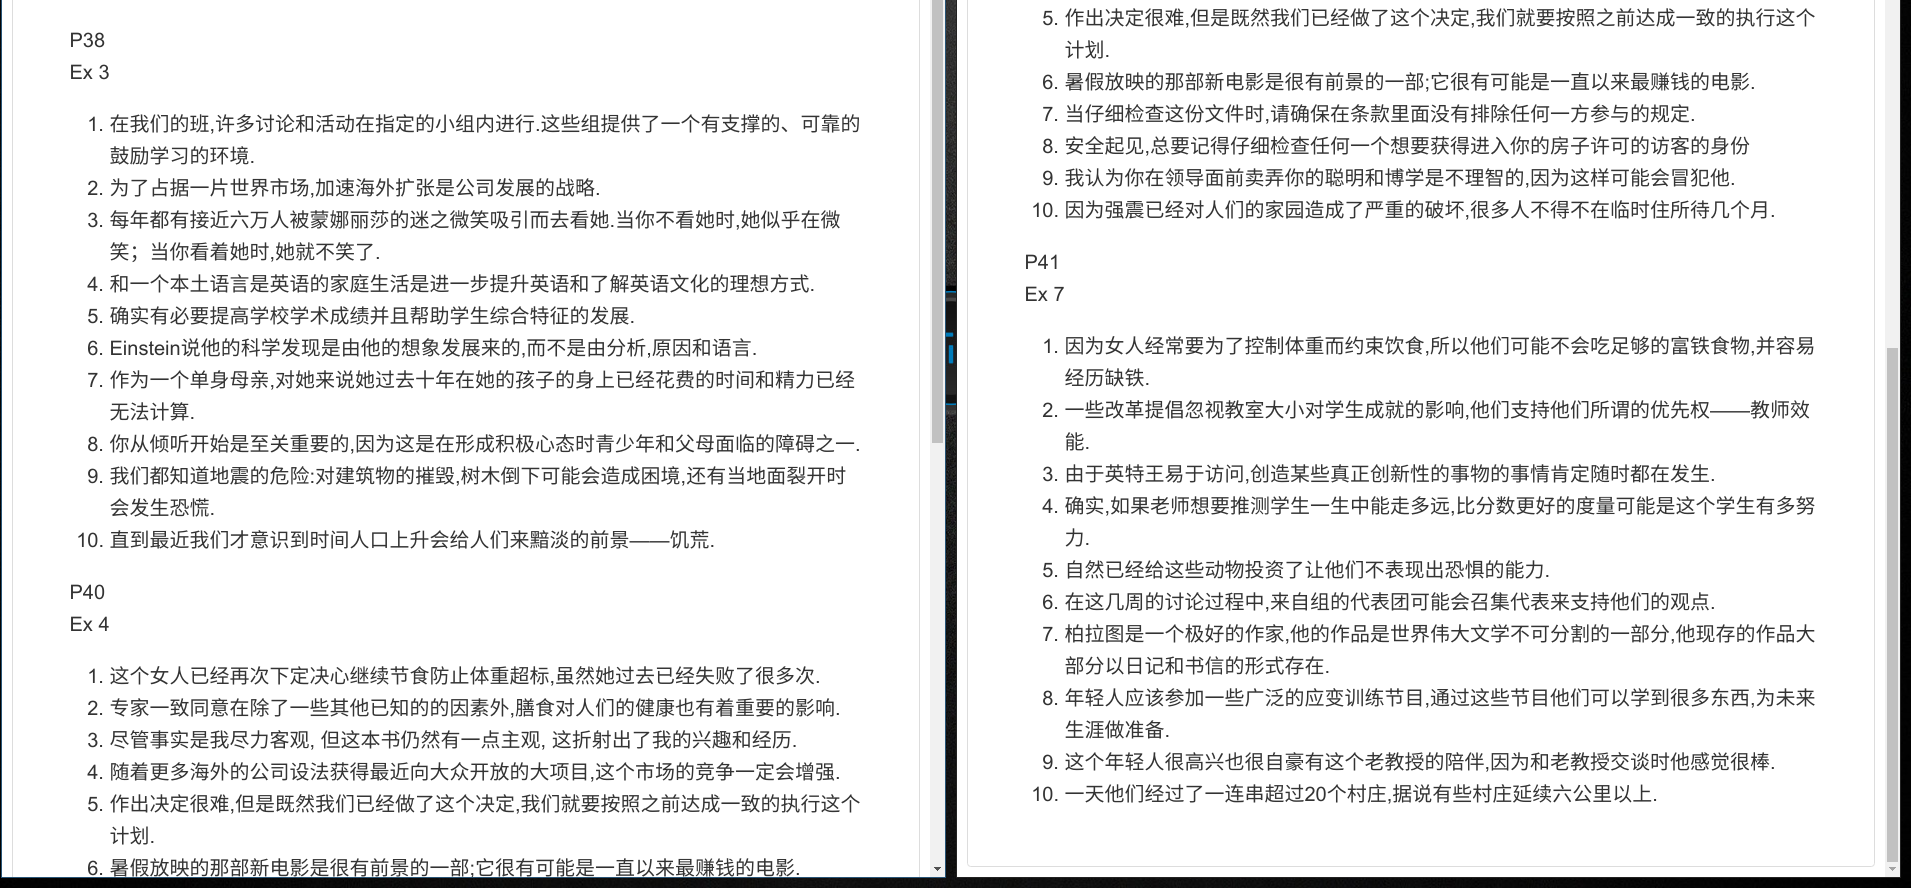 P38
Ex 3
1. 在我们的班,许多讨论和活动在指定的小组内进行.这些组提供了一个有支撑的、可靠的
鼓励学习的环境.
2. 为了占据一片世界市场,加速海外扩张是公司发展的战略.
3. 每年都有接近六万人被蒙娜丽莎的迷之微笑吸引而去看她.当你不看她时,她似乎在微
笑；当你看着她时,她就不笑了.
4. 和一个本土语言是英语的家庭生活是进一步提升英语和了解英语文化的理想方式.
5. 确实有必要提高学校学术成绩并且帮助学生综合特征的发展.
6. Einstein说他的科学发现是由他的想象发展来的,而不是由分析,原因和语言.
7. 作为一个单身母亲,对她来说她过去十年在她的孩子的身上已经花费的时间和精力已经
无法计算.
8. 你从倾听开始是至关重要的,因为这是在形成积极心态时青少年和父母面临的障碍之一.
9. 我们都知道地震的危险:对建筑物的摧毁,树木倒下可能会造成困境,还有当地面裂开时
会发生恐慌.
10. 直到最近我们才意识到时间人口上升会给人们来黯淡的前景——饥荒.
P40
Ex 4
1. 这个女人已经再次下定决心继续节食防止体重超标,虽然她过去已经失败了很多次.
2. 专家一致同意在除了一些其他已知的的因素外,膳食对人们的健康也有着重要的影响.
3. 尽管事实是我尽力客观, 但这本书仍然有一点主观, 这折射出了我的兴趣和经历.
4. 随着更多海外的公司设法获得最近向大众开放的大项目,这个市场的竞争一定会增强.
5. 作出决定很难,但是既然我们已经做了这个决定,我们就要按照之前达成一致的执行这个
计划.
6. 暑假放映的那部新电影是很有前景的一部;它很有可能是一直以来最赚钱的电影.
5. 作出决定很难,但是既然我们已经做了这个决定,我们就要按照之前达成一致的执行这个
计划.
6. 暑假放映的那部新电影是很有前景的一部;它很有可能是一直以来最赚钱的电影.
7. 当仔细检查这份文件时,请确保在条款里面没有排除任何一方参与的规定.
8. 安全起见,总要记得仔细检查任何一个想要获得进入你的房子许可的访客的身份
9. 我认为你在领导面前卖弄你的聪明和博学是不理智的,因为这样可能会冒犯他.
10. 因为强震已经对人们的家园造成了严重的破坏,很多人不得不在临时住所待几个月.
P41
Ex 7
1. 因为女人经常要为了控制体重而约束饮食,所以他们可能不会吃足够的富铁食物,并容易
经历缺铁.
2. 一些改革提倡忽视教室大小对学生成就的影响,他们支持他们所谓的优先权——教师效
能.
3. 由于英特王易于访问,创造某些真正创新性的事物的事情肯定随时都在发生.
4. 确实,如果老师想要推测学生一生中能走多远,比分数更好的度量可能是这个学生有多努
力.
5. 自然已经给这些动物投资了让他们不表现出恐惧的能力.
6. 在这几周的讨论过程中,来自组的代表团可能会召集代表来支持他们的观点.
7. 柏拉图是一个极好的作家,他的作品是世界伟大文学不可分割的一部分,他现存的作品大
部分以日记和书信的形式存在.
8. 年轻人应该参加一些广泛的应变训练节目,通过这些节目他们可以学到很多东西,为未来
生涯做准备.
9. 这个年轻人很高兴也很自豪有这个老教授的陪伴,因为和老教授交谈时他感觉很棒.
10. 一天他们经过了一连串超过20个村庄,据说有些村庄延续六公里以上.